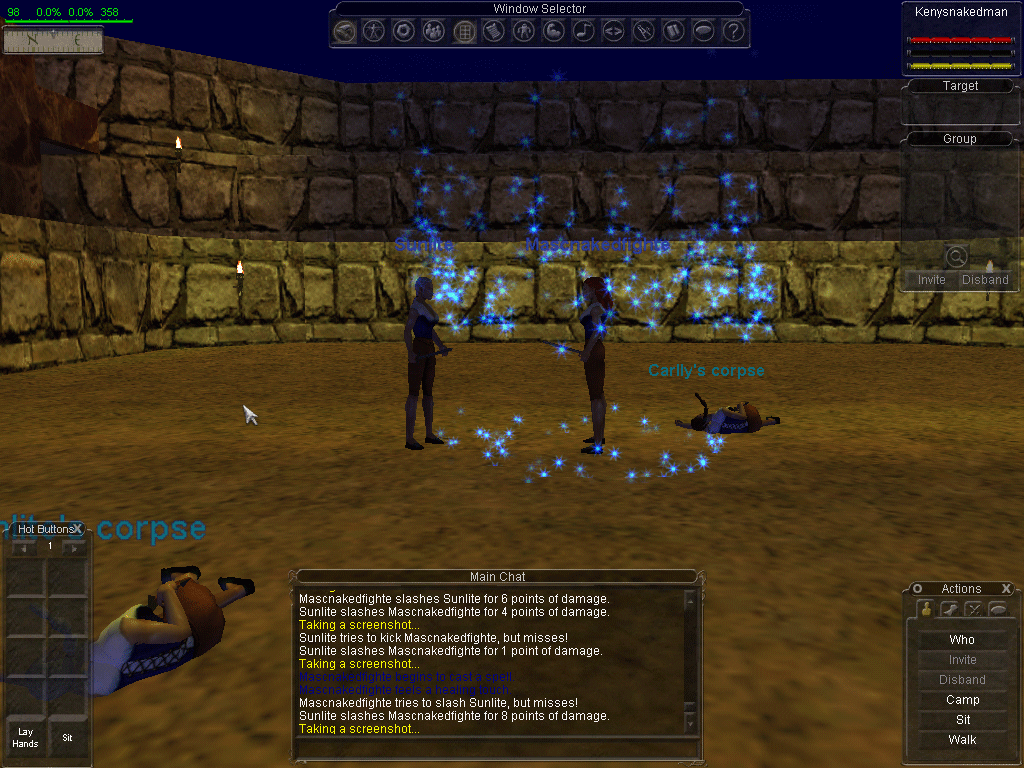 98 0.0% 0.0% 358
Window Selector
Kenysnakedman
Target
Group
Invite Disband
Sunlite
Mascnakedfighte
Carlly's corpse
corpse
Hot Buttons X
1
Lay
Hands
Sit
Main Chat
Mascnakedfighte slashes Sunlite for 6 points of damage.
Sunlite slashes Mascnakedfighte for 4 points of damage.
Taking a screenshot...
Sunlite tries to kick Mascnakedfighte, but misses!
Sunlite slashes Mascnakedfighte for 1 point of damage.
Taking a screenshot...
Mascnakedfighte begins to cast a spell.
Mascnakedfighte feels a healing touch.
Mascnakedfighte tries to slash Sunlite, but misses!
Sunlite slashes Mascnakedfighte for 8 points of damage.
Taking a screenshot...
Actions X
Who
Invite
Disband
Camp
Sit
Walk